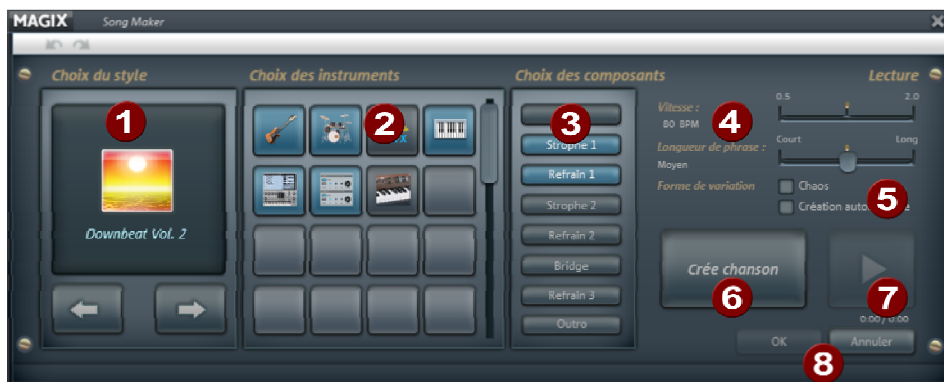 MAGIX Song Maker
Choix du style
Choix des instruments
Choix des composants
Lecture
1
Downbeat Vol. 2
2
3
Strophe 1
Refrain 1
Strophe 2
Refrain 2
Bridge
Refrain 3
Outro
Vitesse :
80 BPM
4
0.5 2.0
Longueur de phrase :
Moyen
Court Long
Forme de variation
Chaos
Création
5
Crée chanson
6
7
0:00 / 0:00
OK
Annuler
8